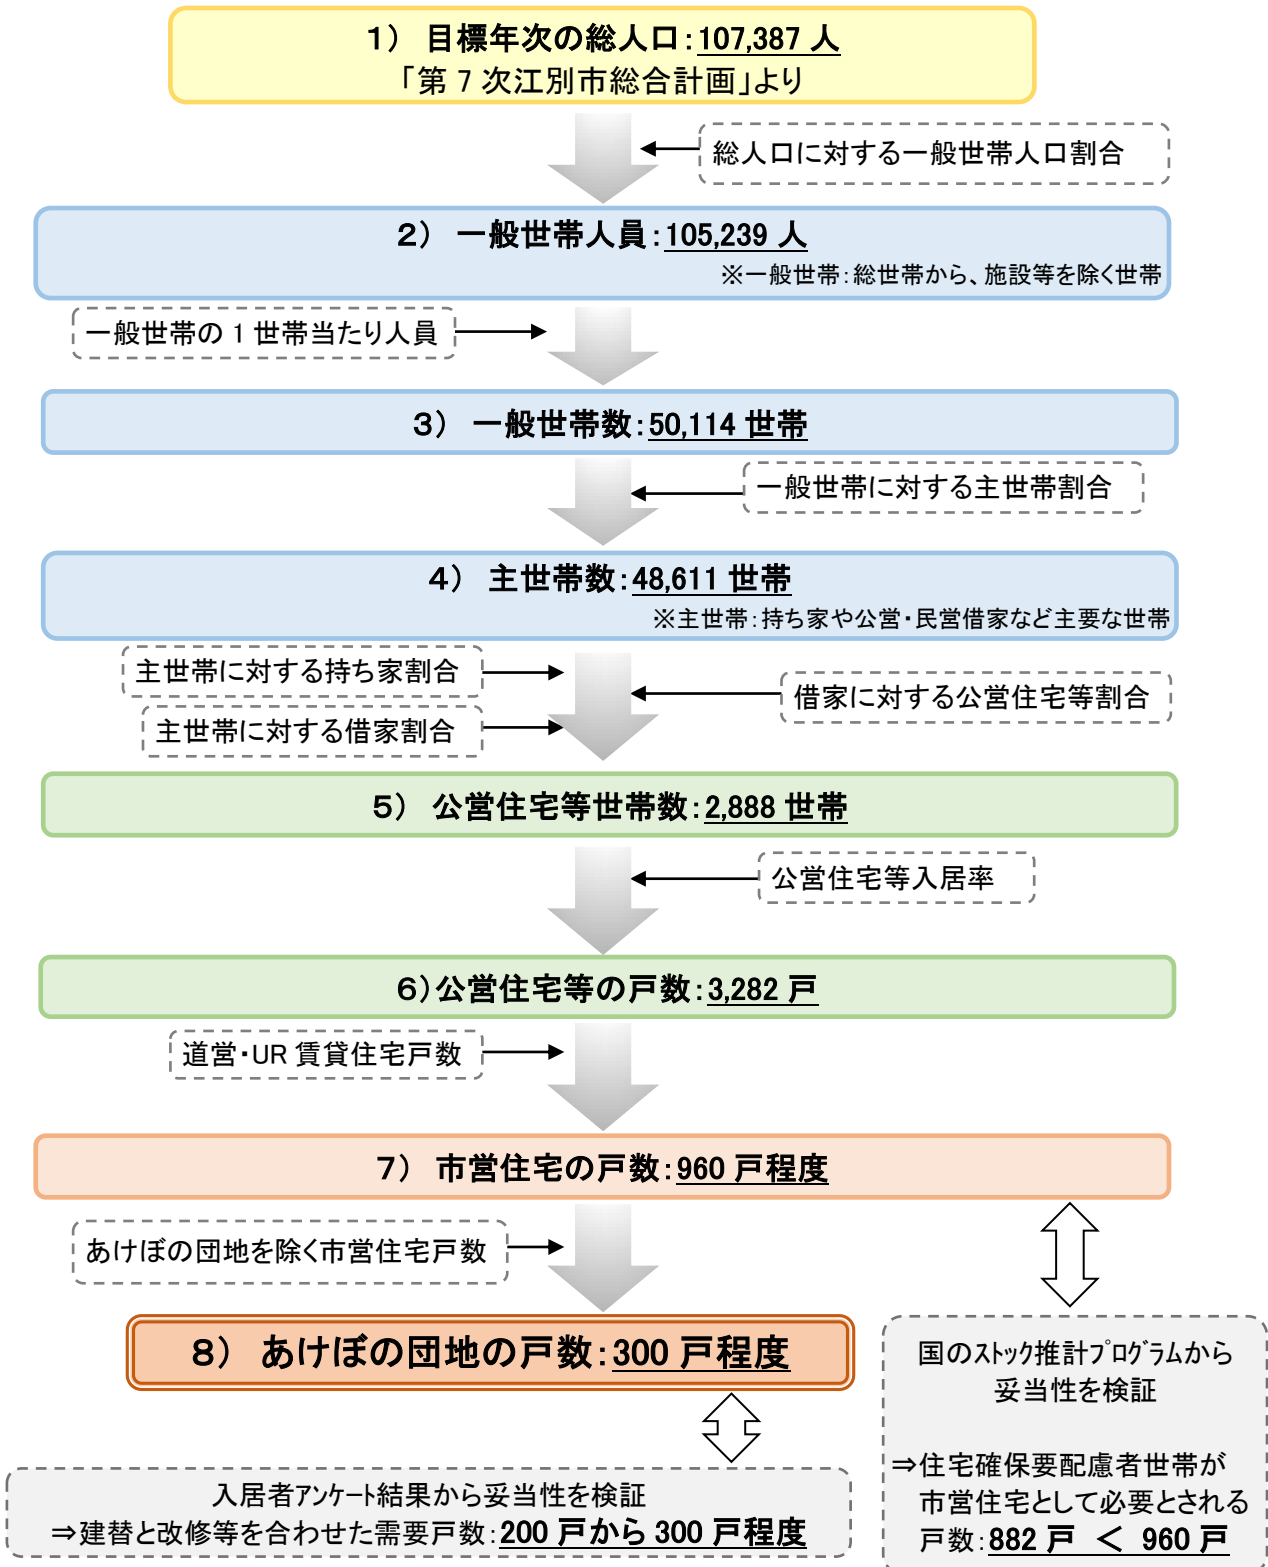 １） 目標年次の総人口：107,387 人
「第 7 次江別市総合計画」より
総人口に対する一般世帯人口割合
２） 一般世帯人員：105,239 人
※一般世帯：総世帯から、施設等を除く世帯
一般世帯の 1 世帯当たり人員
３） 一般世帯数：50,114 世帯
一般世帯に対する主世帯割合
４） 主世帯数：48,611 世帯
※主世帯：持ち家や公営・民営借家など主要な世帯
主世帯に対する持ち家割合
借家に対する公営住宅等割合
主世帯に対する借家割合
５） 公営住宅等世帯数：2,888 世帯
公営住宅等入居率
６）公営住宅等の戸数：3,282 戸
道営・UR 賃貸住宅戸数
７） 市営住宅の戸数：960 戸程度
あけぼの団地を除く市営住宅戸数
８） あけぼの団地の戸数：300 戸程度
国のｽﾄｯｸ推計ﾌﾟﾛｸﾞﾗﾑから
妥当性を検証
⇒住宅確保要配慮者世帯が
市営住宅として必要とされる
戸数：882 戸 ＜ 960 戸
入居者ｱﾝｹｰﾄ結果から妥当性を検証
⇒建替と改修等を合わせた需要戸数：200 戸から 300 戸程度